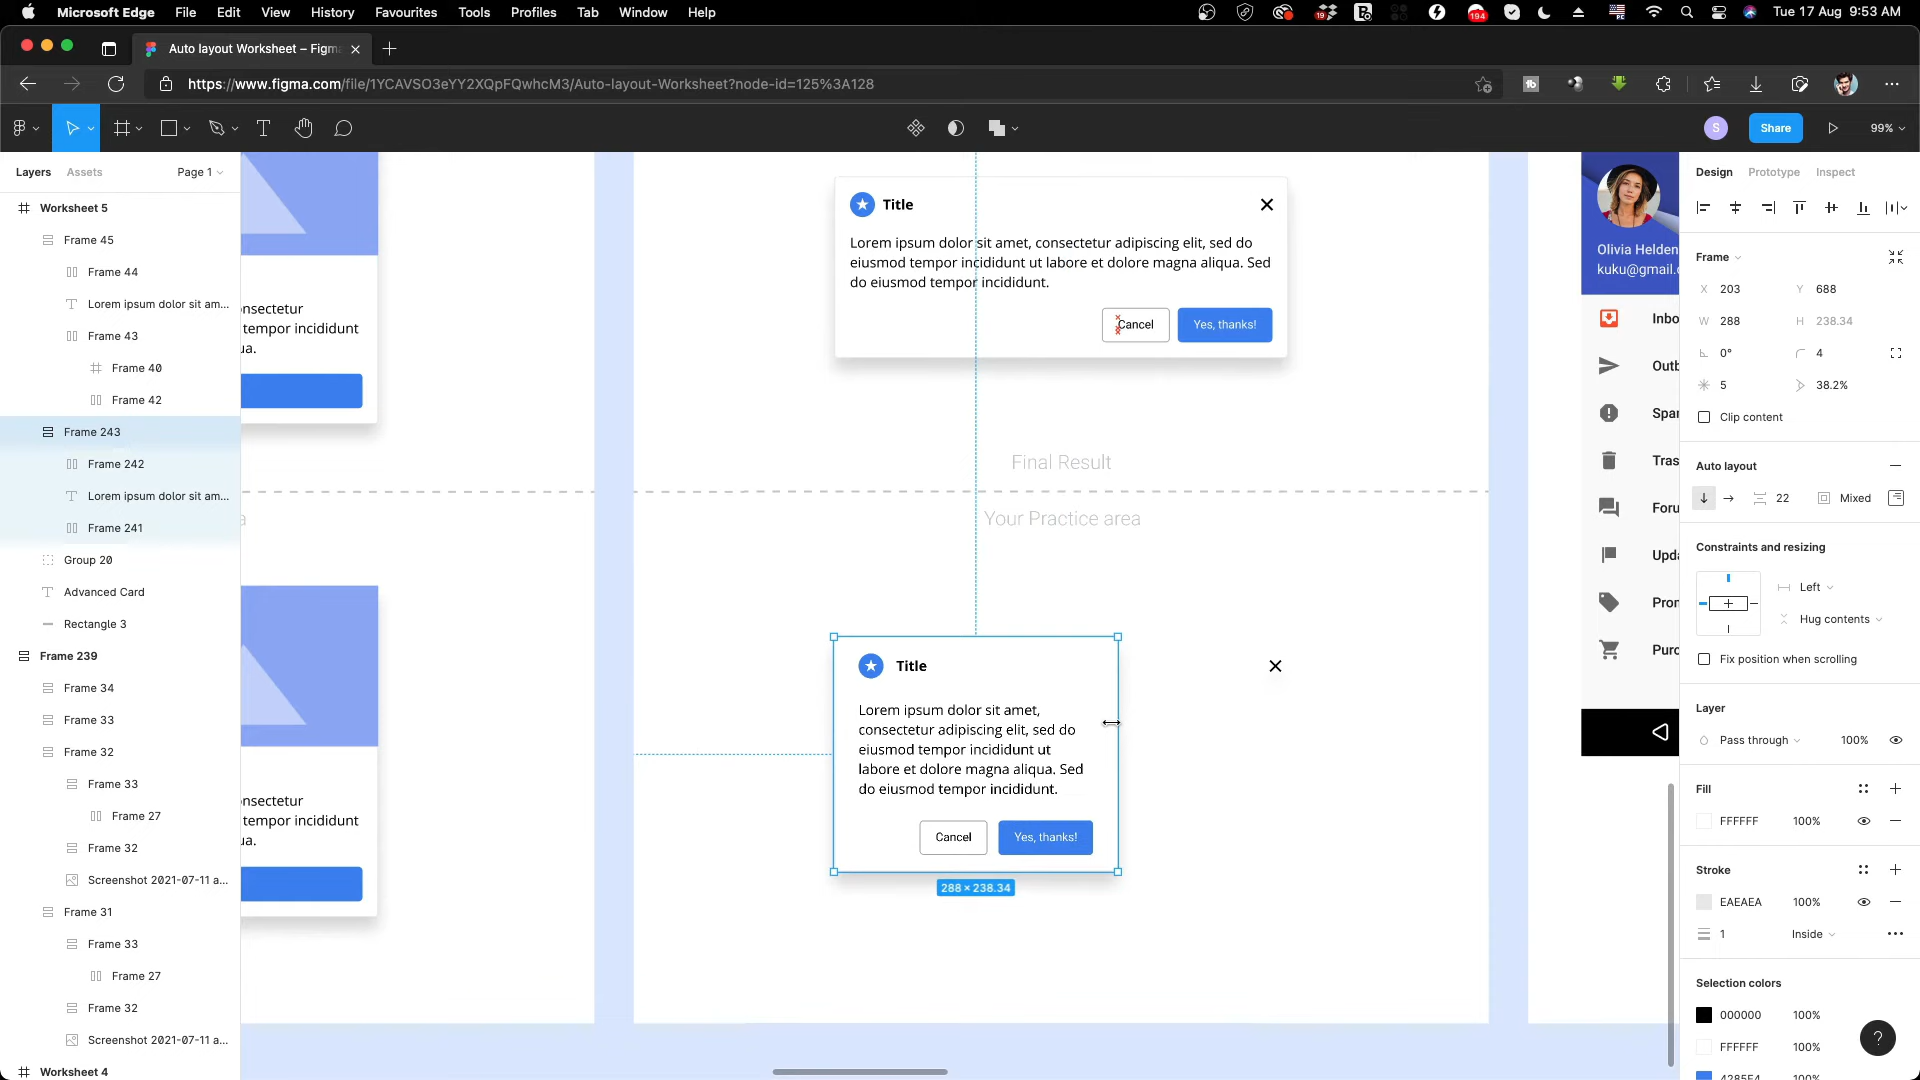 Microsoft Edge File Edit View History Favourites Tools Profiles Tab Window Help
19 194 Tue 17 Aug 9:53 AM
Auto layout Worksheet – Figma
https://www.figma.com/file/1YCAVSO3eYY2XQpFQwhcM3/Auto-layout-Worksheet?node-id=125%3A128
S Share 99%
Layers Assets Page 1
Worksheet 5
Frame 45
Frame 44
Lorem ipsum dolor sit am...
Frame 43
Frame 40
Frame 42
Frame 243
Frame 242
Lorem ipsum dolor sit am...
Frame 241
Group 20
Advanced Card
Rectangle 3
Frame 239
Frame 34
Frame 33
Frame 32
Frame 33
Frame 27
Frame 32
Screenshot 2021-07-11 a...
Frame 31
Frame 33
Frame 27
Frame 32
Screenshot 2021-07-11 a...
Worksheet 4
onsectetur
tempor incididunt
ua.
a
onsectetur
tempor incididunt
ua.
Title
Lorem ipsum dolor sit amet, consectetur adipiscing elit, sed do
eiusmod tempor incididunt ut labore et dolore magna aliqua. Sed
do eiusmod tempor incididunt.
Cancel Yes, thanks!
Final Result
Your Practice area
Title
Lorem ipsum dolor sit amet,
consectetur adipiscing elit, sed do
eiusmod tempor incididunt ut
labore et dolore magna aliqua. Sed
do eiusmod tempor incididunt.
Cancel Yes, thanks!
288 × 238.34
Olivia Helden
kuku@gmail.c
Inbo
Outb
Spar
Tras
Foru
Upda
Pron
Purc
Design Prototype Inspect
Frame
X 203 Y 688
W 288 H 238.34
0° 4
5 38.2%
Clip content
Auto layout
22 Mixed
Constraints and resizing
Left
Hug contents
Fix position when scrolling
Layer
Pass through 100%
Fill
FFFFFF 100%
Stroke
EAEAEA 100%
1 Inside
Selection colors
000000 100%
FFFFFF 100%
4285F4 100%
?